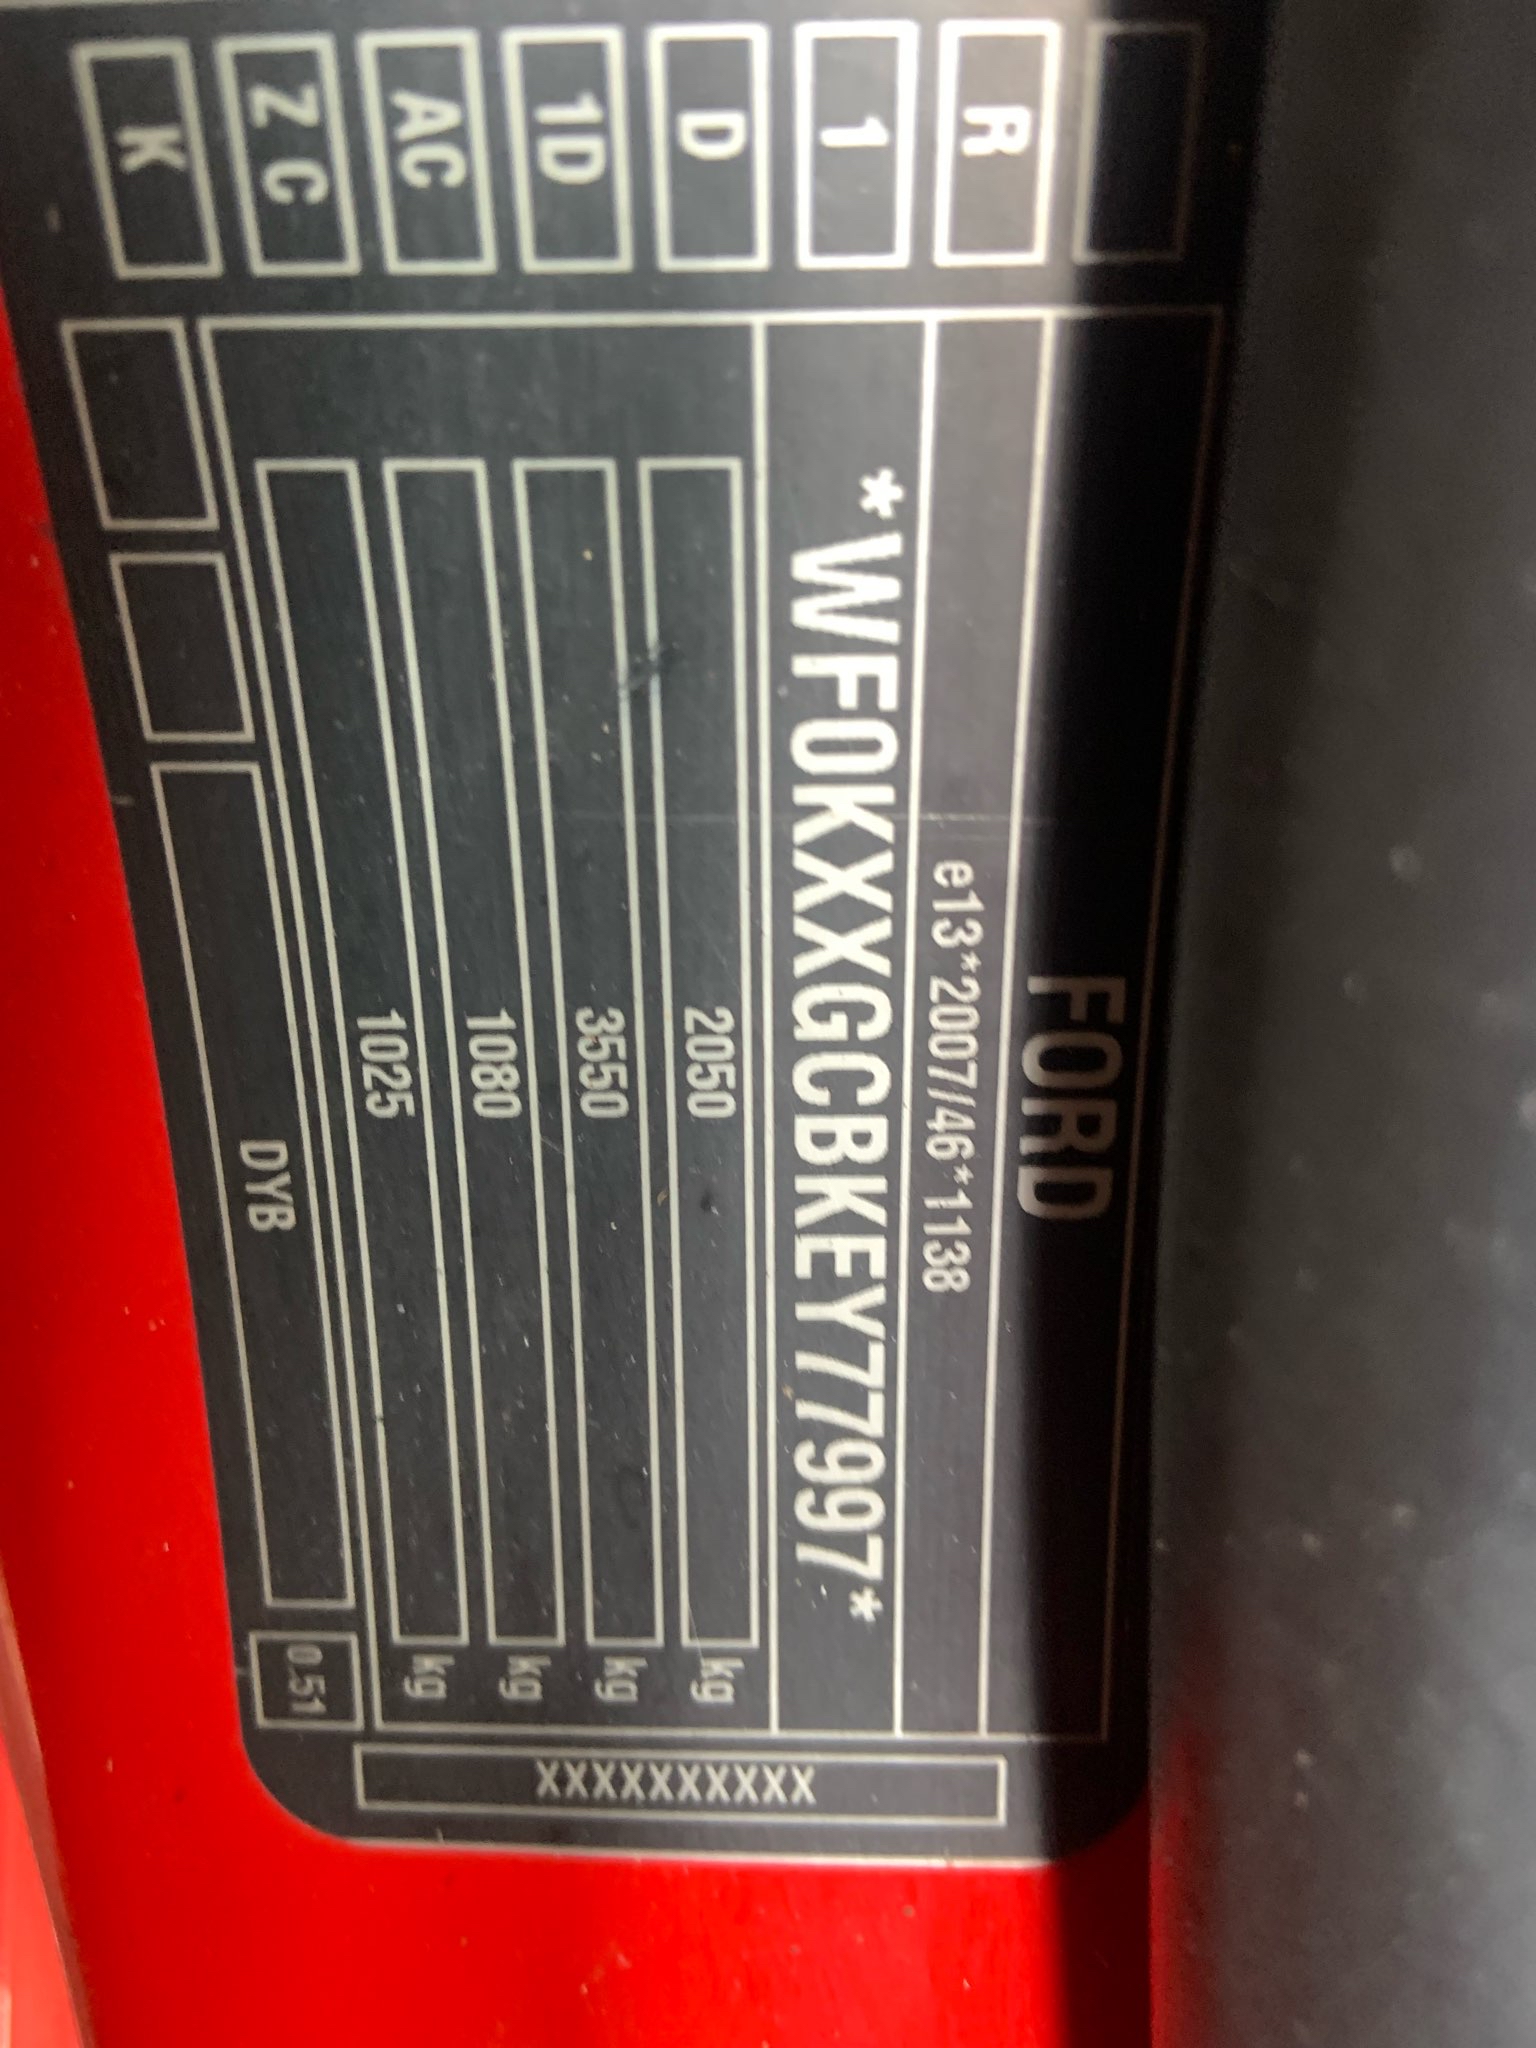 FORD
e13*2007/46*1138
*WF0KXXGCBKEY77997*
2050 kg
3550 kg
1080 kg
1025 kg
DYB
0.51
XXXXXXXXXX
R
1
D
1D
AC
Z C
K